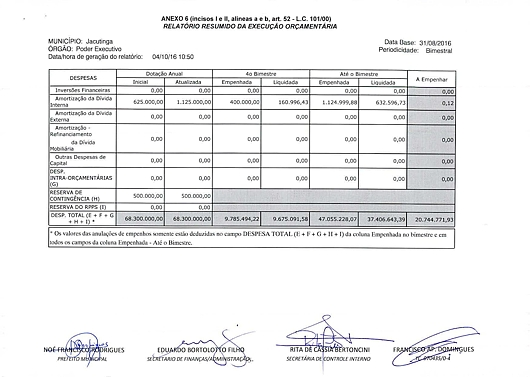 ANEXO 6 (incisos I e II, alíneas a e b, art. 52 - L.C. 101/00)
RELATÓRIO RESUMIDO DA EXECUÇÃO ORÇAMENTÁRIA
MUNICÍPIO: Jacutinga
ÓRGÃO: Poder Executivo
Data/hora de geração do relatório: 04/10/16 10:50
Data Base: 31/08/2016
Periodicidade: Bimestral
DESPESAS Dotação Anual 4o Bimestre Até o Bimestre A Empenhar
Inicial Atualizada Empenhada Liquidada Empenhada Liquidada
Inversões Financeiras 0,00 0,00 0,00 0,00 0,00 0,00 0,00
Amortização da Dívida
Interna 625.000,00 1.125.000,00 400.000,00 160.996,43 1.124.999,88 632.596,73 0,12
Amortização da Dívida
Externa 0,00 0,00 0,00 0,00 0,00 0,00 0,00
Amortização -
Refinanciamento
da Dívida
Mobiliária 0,00 0,00 0,00 0,00 0,00 0,00 0,00
Outras Despesas de
Capital 0,00 0,00 0,00 0,00 0,00 0,00 0,00
DESP.
INTRA-ORÇAMENTÁRIAS
(G) 0,00 0,00 0,00 0,00 0,00 0,00 0,00
RESERVA DE
CONTINGÊNCIA (H) 500.000,00 500.000,00
RESERVA DO RPPS (I) 0,00 0,00
DESP. TOTAL (E + F + G
+ H + I) * 68.300.000,00 68.300.000,00 9.785.494,22 9.675.091,58 47.055.228,07 37.406.643,39 20.744.771,93
* Os valores das anulações de empenhos somente estão deduzidas no campo DESPESA TOTAL (E + F + G + H + I) da coluna Empenhada no bimestre e em
todos os campos da coluna Empenhada - Até o Bimestre.
NOÉ FRANCISCO RODRIGUES
PREFEITO MUNICIPAL
EDUARDO BORTOLOTTO FILHO
SECRETÁRIO DE FINANÇAS/ADMINISTRAÇÃO
RITA DE CÁSSIA BERTONCINI
SECRETÁRIA DE CONTROLE INTERNO
FRANCISCO AP. DOMINGUES